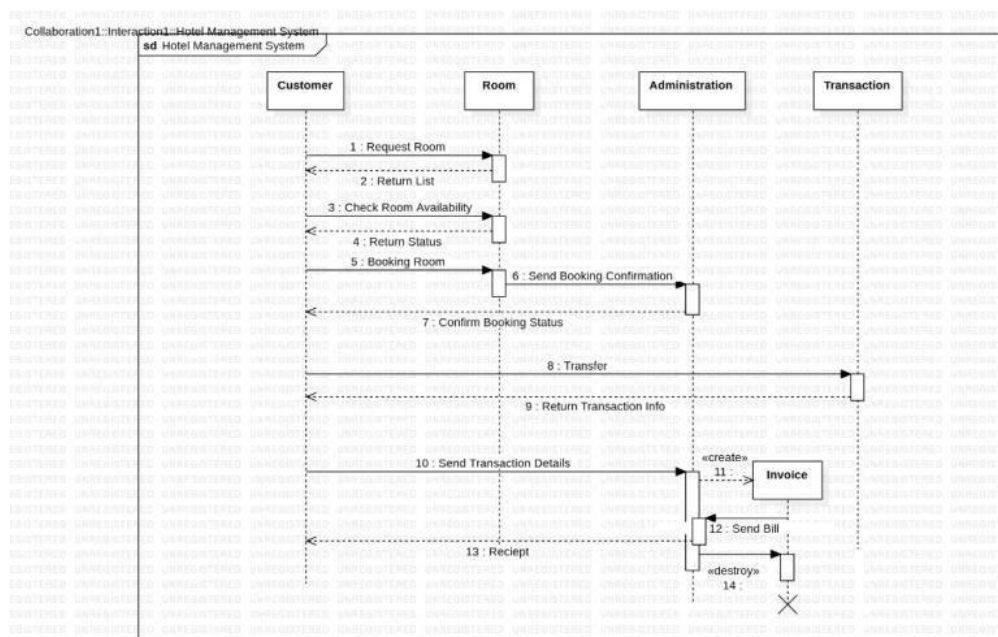 Collaboration1::Interaction1::Hotel Management System
sd Hotel Management System
Customer
Room
Administration
Transaction
1 : Request Room
2 : Return List
3 : Check Room Availability
4 : Return Status
5 : Booking Room
6 : Send Booking Confirmation
7 : Confirm Booking Status
8 : Transfer
9 : Return Transaction Info
10 : Send Transaction Details
«create»
11 :
Invoice
12 : Send Bill
13 : Reciept
«destroy»
14 :
UNREGISTERED